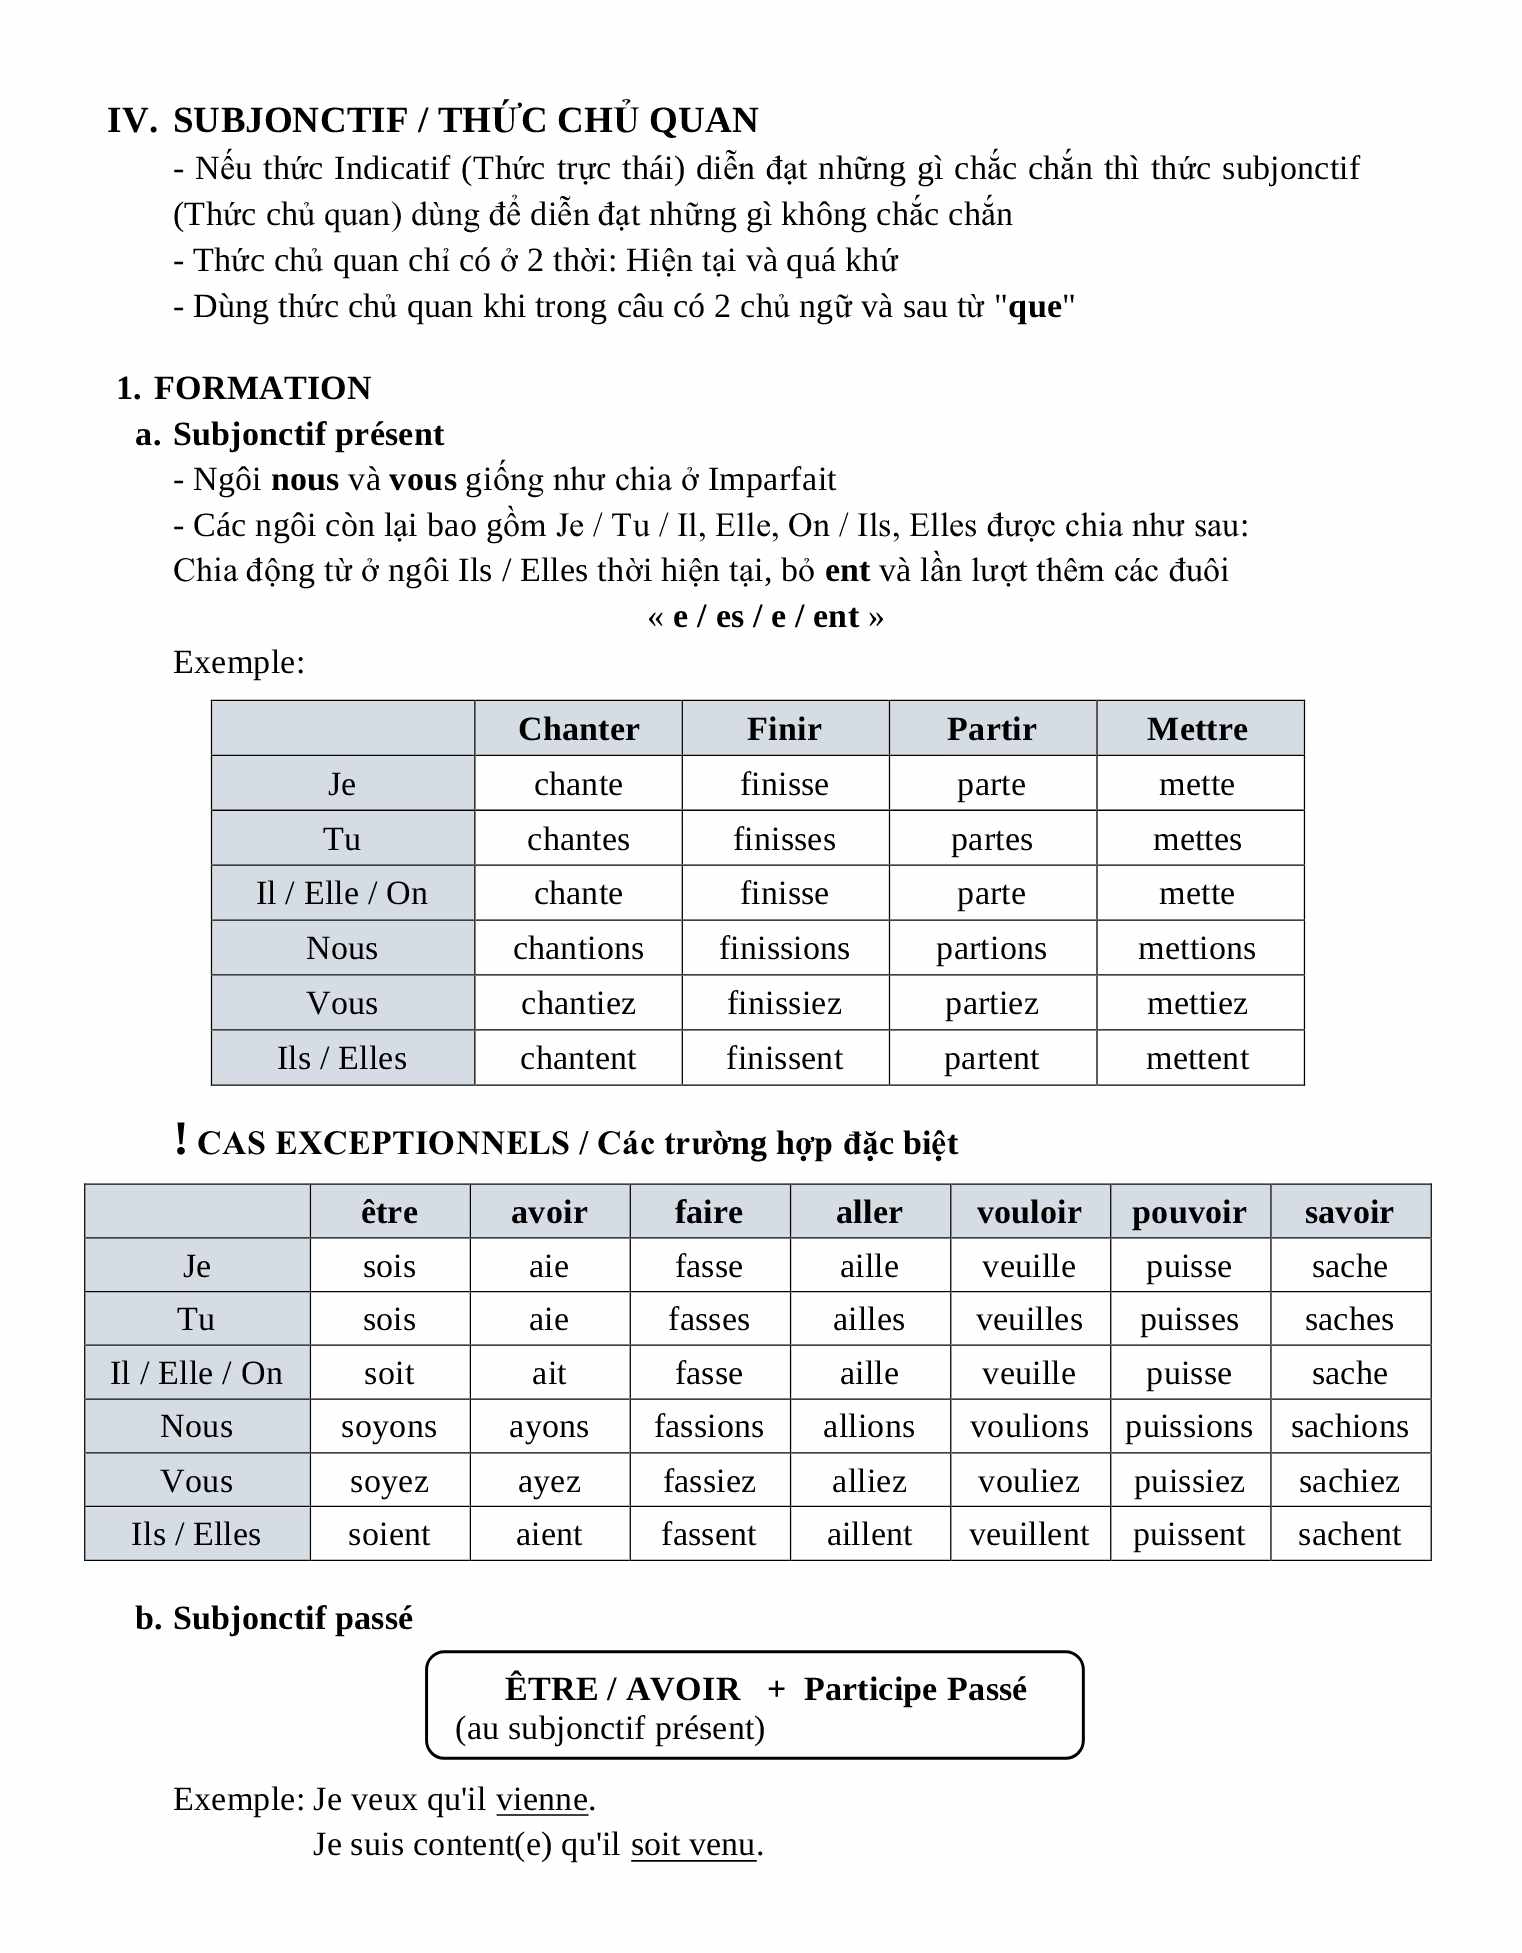 IV. SUBJONCTIF / THỨC CHỦ QUAN
- Nếu thức Indicatif (Thức trực thái) diễn đạt những gì chắc chắn thì thức subjonctif
(Thức chủ quan) dùng để diễn đạt những gì không chắc chắn
- Thức chủ quan chỉ có ở 2 thời: Hiện tại và quá khứ
- Dùng thức chủ quan khi trong câu có 2 chủ ngữ và sau từ "que"
1. FORMATION
a. Subjonctif présent
- Ngôi nous và vous giống như chia ở Imparfait
- Các ngôi còn lại bao gồm Je / Tu / Il, Elle, On / Ils, Elles được chia như sau:
Chia động từ ở ngôi Ils / Elles thời hiện tại, bỏ ent và lần lượt thêm các đuôi
« e / es / e / ent »
Exemple:
Chanter Finir Partir Mettre
Je chante finisse parte mette
Tu chantes finisses partes mettes
Il / Elle / On chante finisse parte mette
Nous chantions finissions partions mettions
Vous chantiez finissiez partiez mettiez
Ils / Elles chantent finissent partent mettent
! CAS EXCEPTIONNELS / Các trường hợp đặc biệt
être avoir faire aller vouloir pouvoir savoir
Je sois aie fasse aille veuille puisse sache
Tu sois aie fasses ailles veuilles puisses saches
Il / Elle / On soit ait fasse aille veuille puisse sache
Nous soyons ayons fassions allions voulions puissions sachions
Vous soyez ayez fassiez alliez vouliez puissiez sachiez
Ils / Elles soient aient fassent aillent veuillent puissent sachent
b. Subjonctif passé
ÊTRE / AVOIR + Participe Passé
(au subjonctif présent)
Exemple: Je veux qu'il vienne.
Je suis content(e) qu'il soit venu.